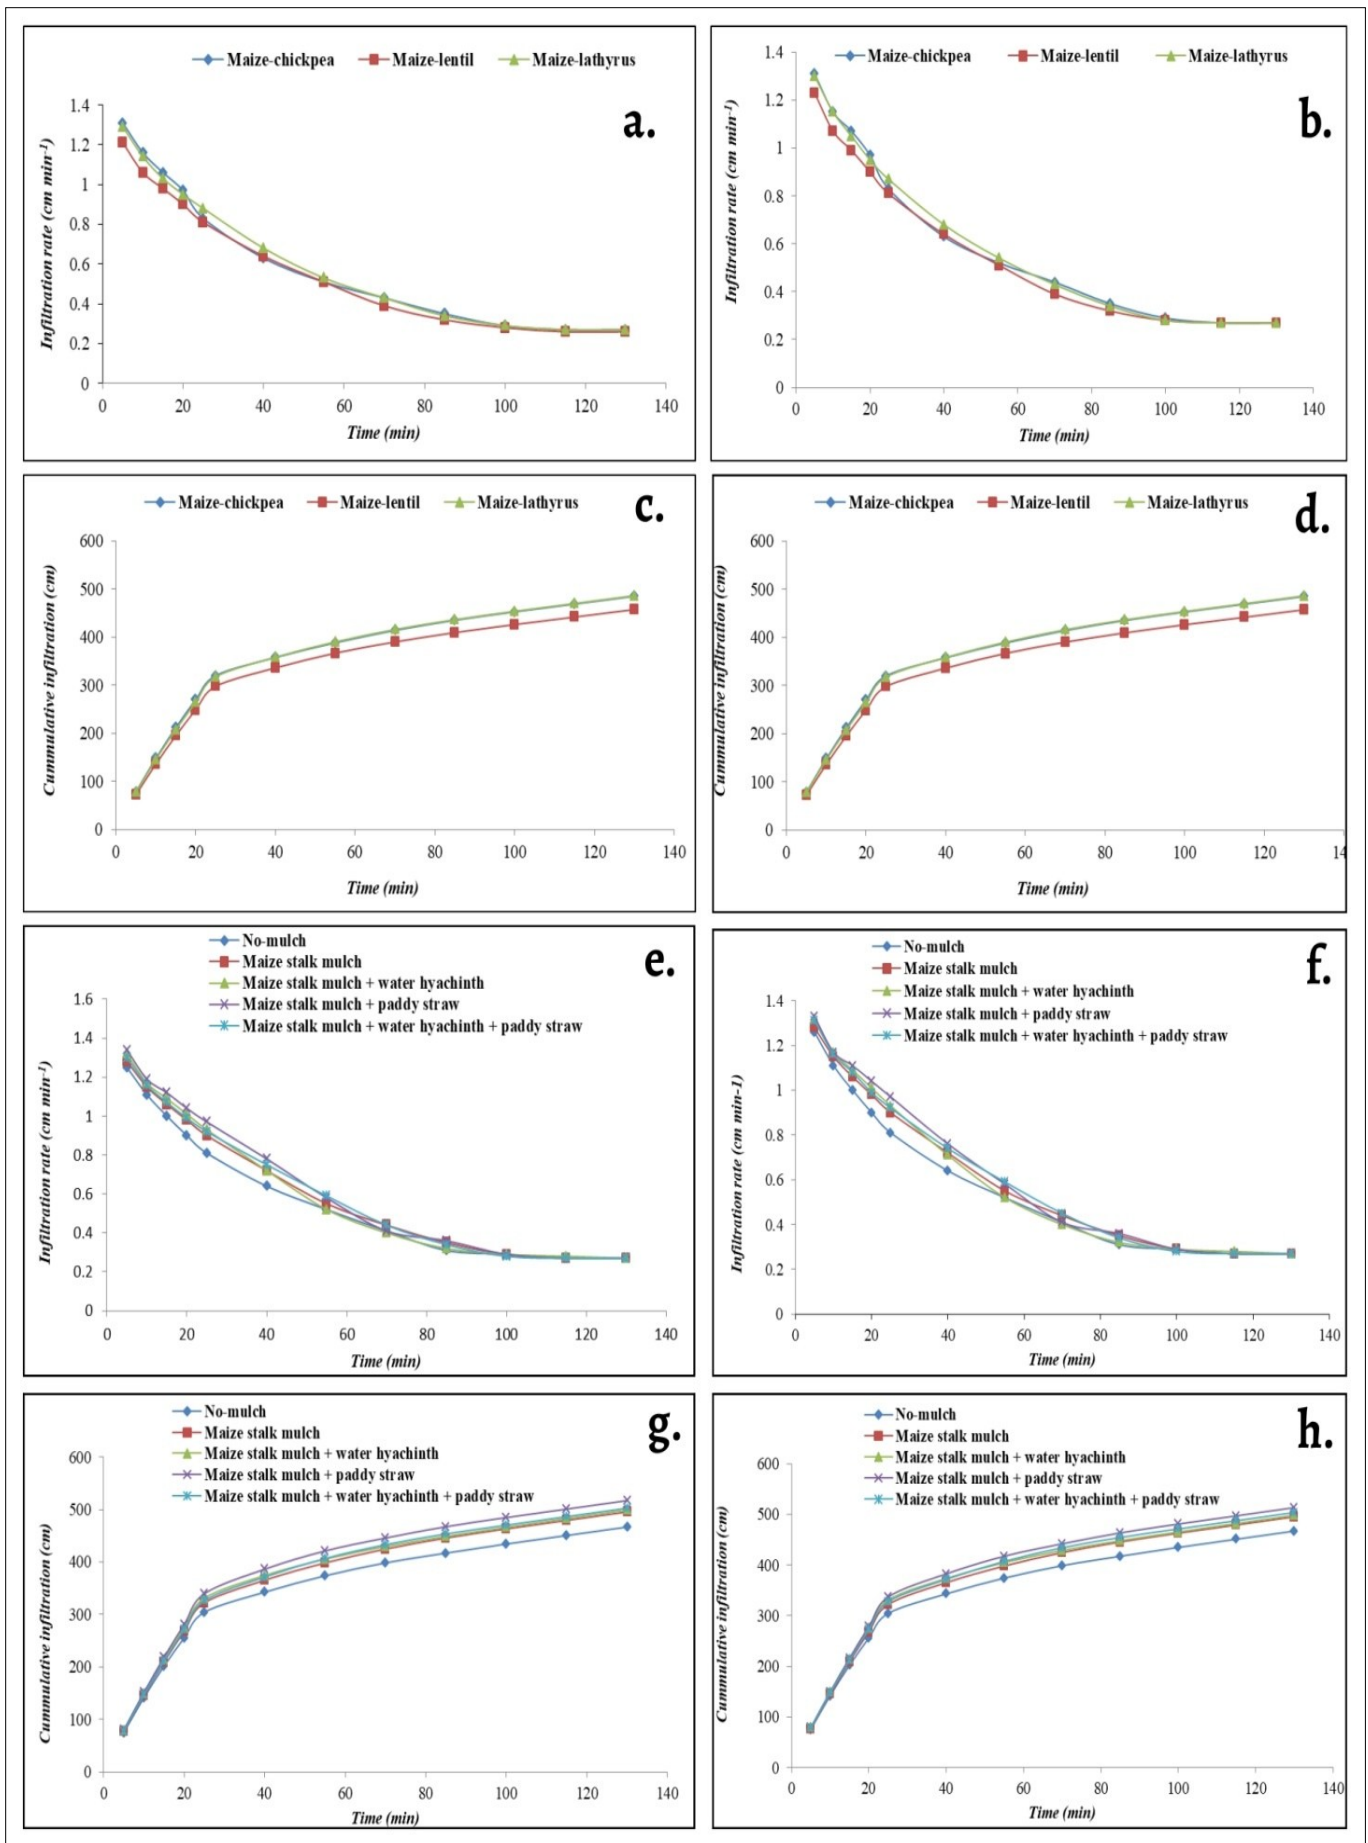 Maize-chickpea Maize-lentil Maize-lathyrus
a.
Infiltration rate (cm min⁻¹)
1.4
1.2
1
0.8
0.6
0.4
0.2
0
0 20 40 60 80 100 120 140
Time (min)
Maize-chickpea Maize-lentil Maize-lathyrus
b.
Infiltration rate (cm min⁻¹)
1.4
1.2
1
0.8
0.6
0.4
0.2
0
0 20 40 60 80 100 120 140
Time (min)
Maize-chickpea Maize-lentil Maize-lathyrus
c.
Cummulative infiltration (cm)
600
500
400
300
200
100
0
0 20 40 60 80 100 120 140
Time (min)
Maize-chickpea Maize-lentil Maize-lathyrus
d.
Cummulative infiltration (cm)
600
500
400
300
200
100
0
0 20 40 60 80 100 120 14
Time (min)
No-mulch
Maize stalk mulch
Maize stalk mulch + water hyachinth
Maize stalk mulch + paddy straw
Maize stalk mulch + water hyachinth + paddy straw
e.
Infiltration rate (cm min⁻¹)
1.6
1.4
1.2
1
0.8
0.6
0.4
0.2
0
0 20 40 60 80 100 120 140
Time (min)
No-mulch
Maize stalk mulch
Maize stalk mulch + water hyachinth
Maize stalk mulch + paddy straw
Maize stalk mulch + water hyachinth + paddy straw
f.
Infiltration rate (cm min-1)
1.4
1.2
1
0.8
0.6
0.4
0.2
0
0 20 40 60 80 100 120 140
Time (min)
No-mulch
Maize stalk mulch
Maize stalk mulch + water hyachinth
Maize stalk mulch + paddy straw
Maize stalk mulch + water hyachinth + paddy straw
g.
Cummulative infiltration (cm)
600
500
400
300
200
100
0
0 20 40 60 80 100 120 140
Time (min)
No-mulch
Maize stalk mulch
Maize stalk mulch + water hyachinth
Maize stalk mulch + paddy straw
Maize stalk mulch + water hyachinth + paddy straw
h.
Cummulative infiltration (cm)
600
500
400
300
200
100
0
0 20 40 60 80 100 120 140
Time (min)